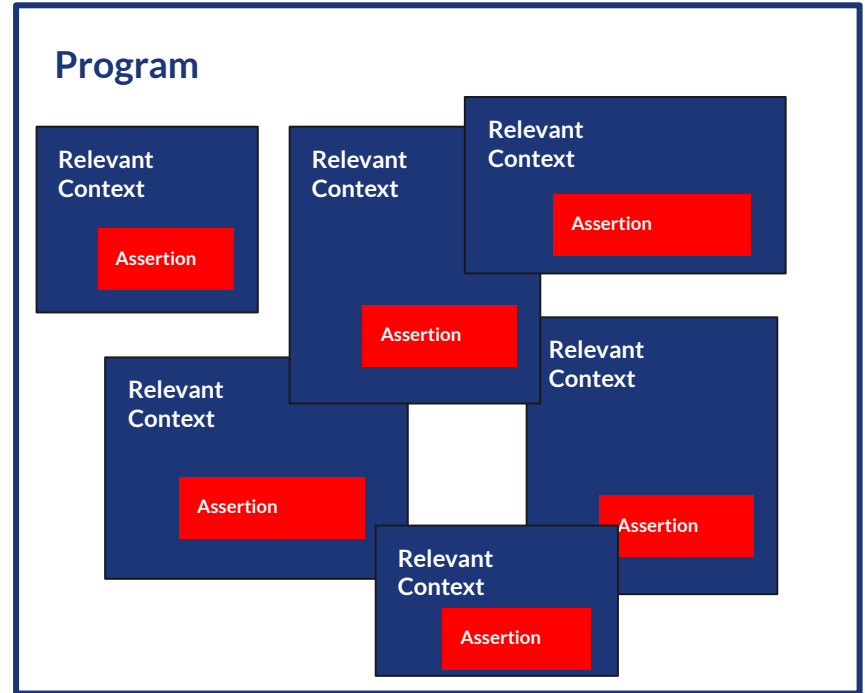 Program
Relevant
Context
Assertion
Relevant
Context
Assertion
Relevant
Context
Assertion
Relevant
Context
Assertion
Relevant
Context
Assertion
Relevant
Context
Assertion